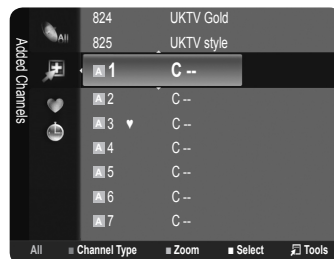 Added Channels
All
824 UKTV Gold
825 UKTV style
A 1 C --
A 2 C --
A 3 ♥ C --
A 4 C --
A 5 C --
A 6 C --
A 7 C --
All Channel Type Zoom Select Tools